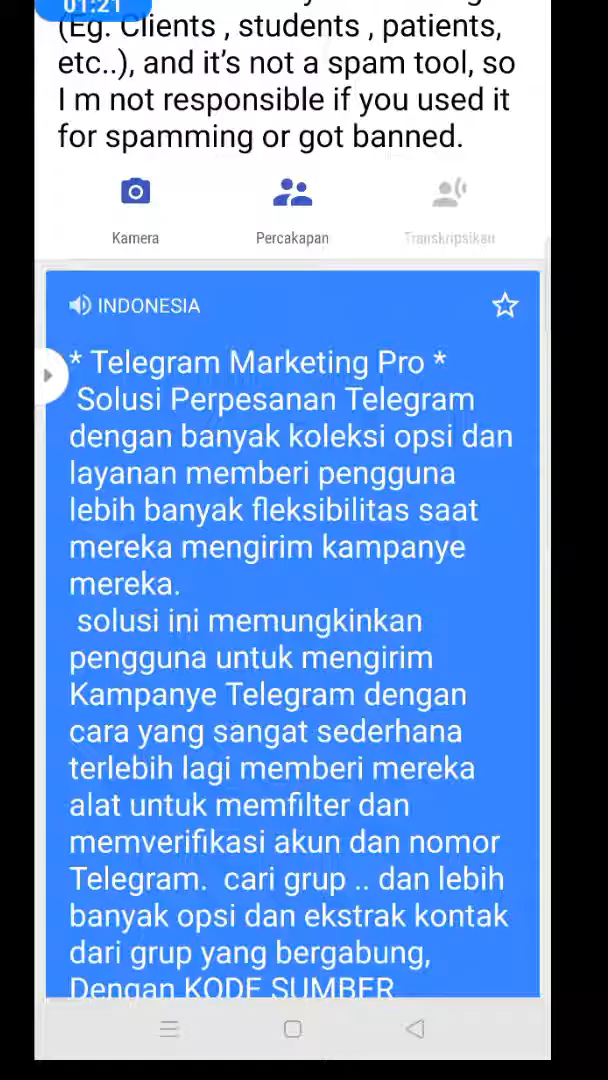 01:21
(Eg. Clients , students , patients,
etc..), and it's not a spam tool, so
I m not responsible if you used it
for spamming or got banned.
Kamera
Percakapan
Transkripsikan
INDONESIA
* Telegram Marketing Pro *
Solusi Perpesanan Telegram
dengan banyak koleksi opsi dan
layanan memberi pengguna
lebih banyak fleksibilitas saat
mereka mengirim kampanye
mereka.
solusi ini memungkinkan
pengguna untuk mengirim
Kampanye Telegram dengan
cara yang sangat sederhana
terlebih lagi memberi mereka
alat untuk memfilter dan
memverifikasi akun dan nomor
Telegram. cari grup .. dan lebih
banyak opsi dan ekstrak kontak
dari grup yang bergabung,
Dengan KODE SUMBER